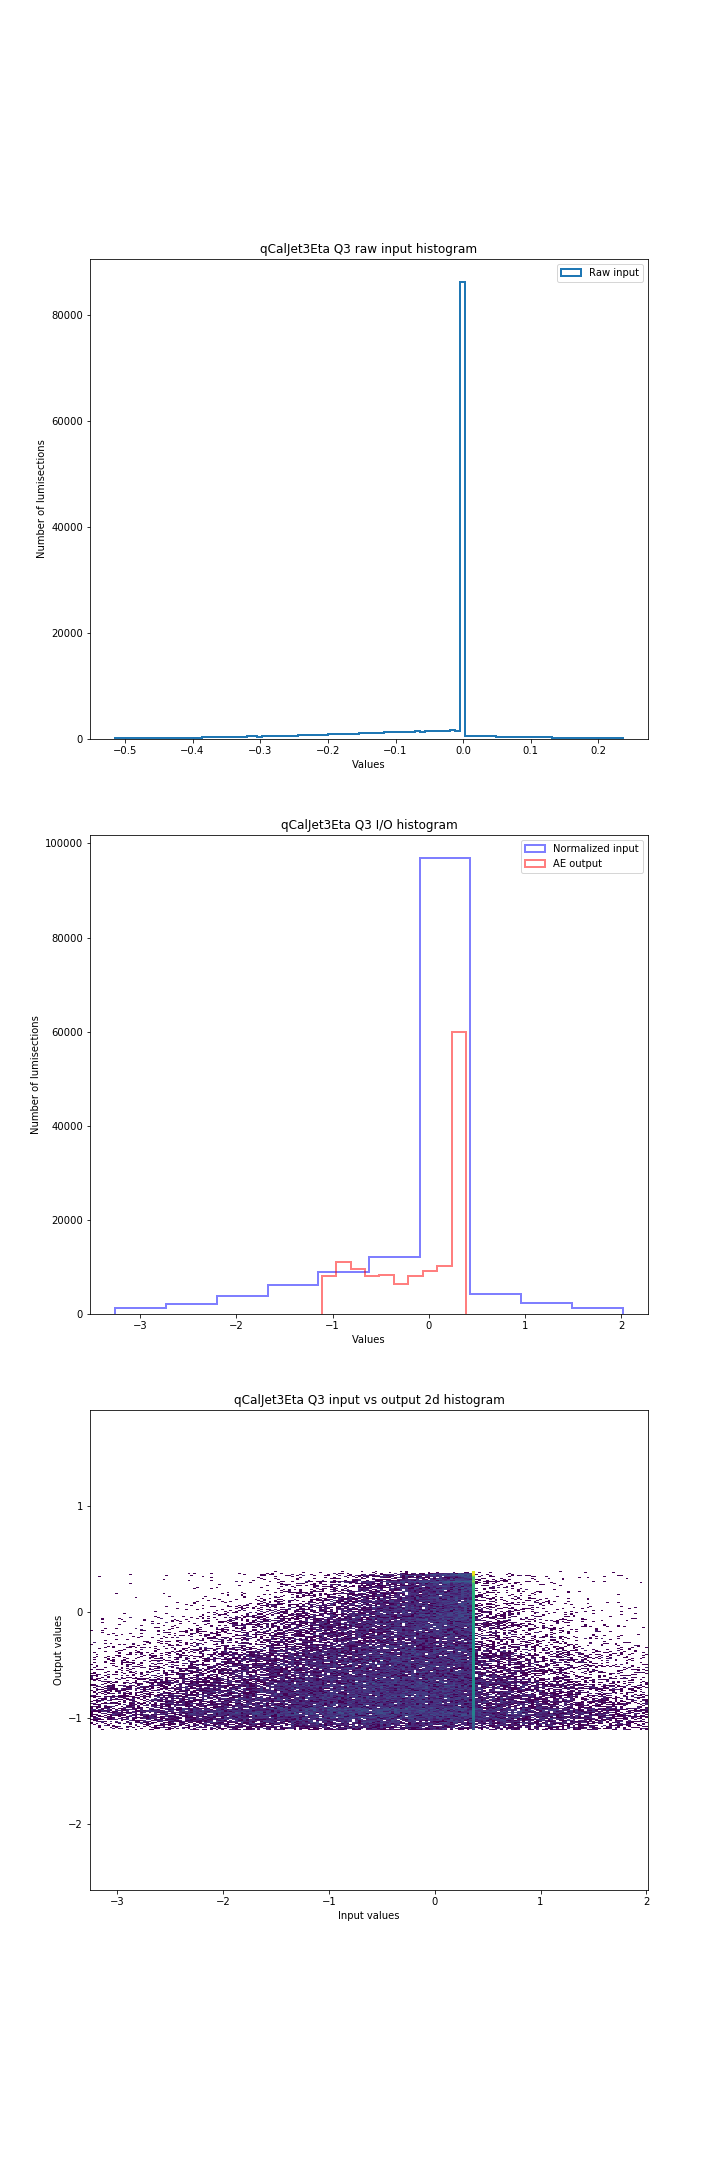 qCalJet3Eta Q3 raw input histogram
Raw input
80000
60000
40000
20000
0
Number of lumisections
−0.5 −0.4 −0.3 −0.2 −0.1 0.0 0.1 0.2
Values
qCalJet3Eta Q3 I/O histogram
Normalized input
AE output
100000
80000
60000
40000
20000
0
Number of lumisections
−3 −2 −1 0 1 2
Values
qCalJet3Eta Q3 input vs output 2d histogram
1
0
−1
−2
Output values
−3 −2 −1 0 1 2
Input values